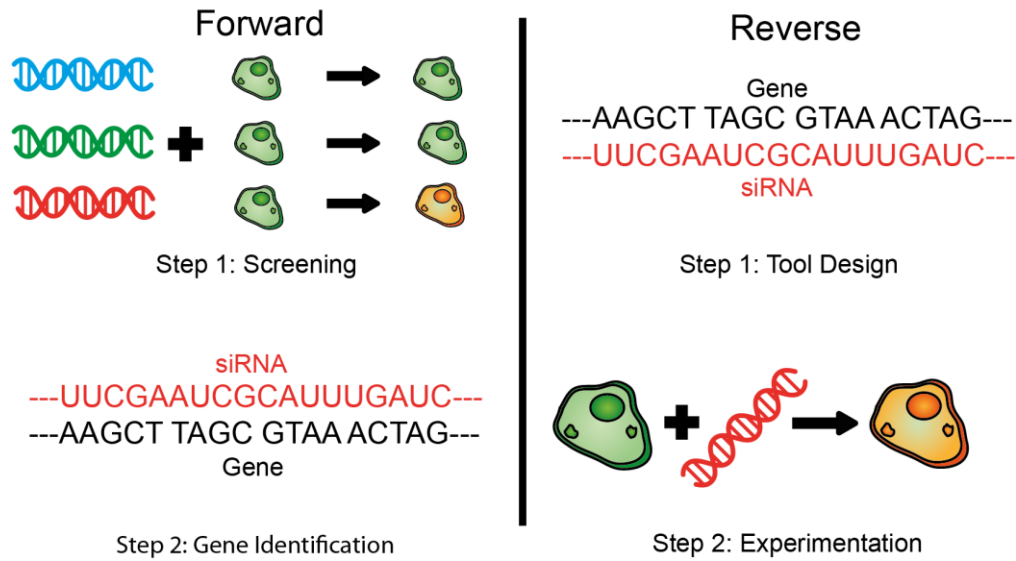 Forward
Step 1: Screening
siRNA
---UUCGAAUCGCAUUUGAUC---
---AAGCT TAGC GTAA ACTAG---
Gene
Step 2: Gene Identification
Reverse
Gene
---AAGCT TAGC GTAA ACTAG---
---UUCGAAUCGCAUUUGAUC---
siRNA
Step 1: Tool Design
Step 2: Experimentation